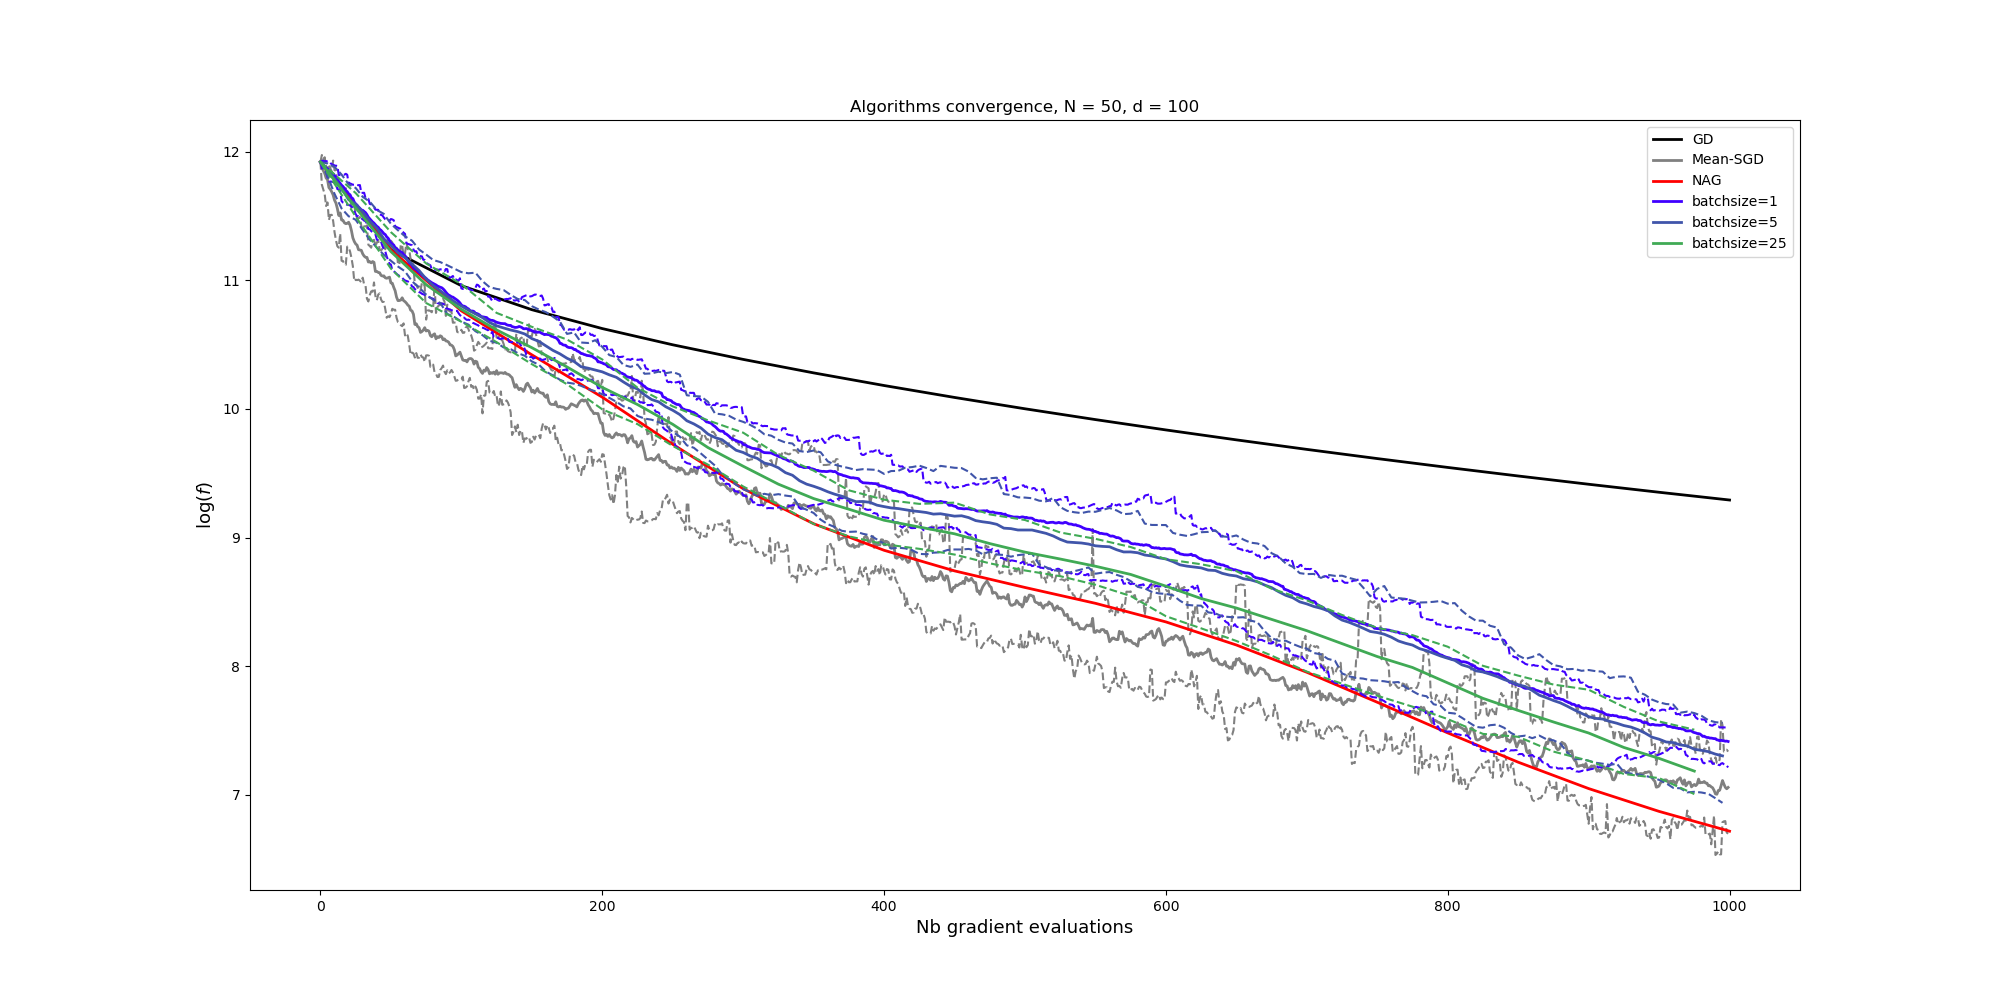 Algorithms convergence, N = 50, d = 100
GD
Mean-SGD
NAG
batchsize=1
batchsize=5
batchsize=25
log(f)
12
11
10
9
8
7
0
200
400
600
800
1000
Nb gradient evaluations